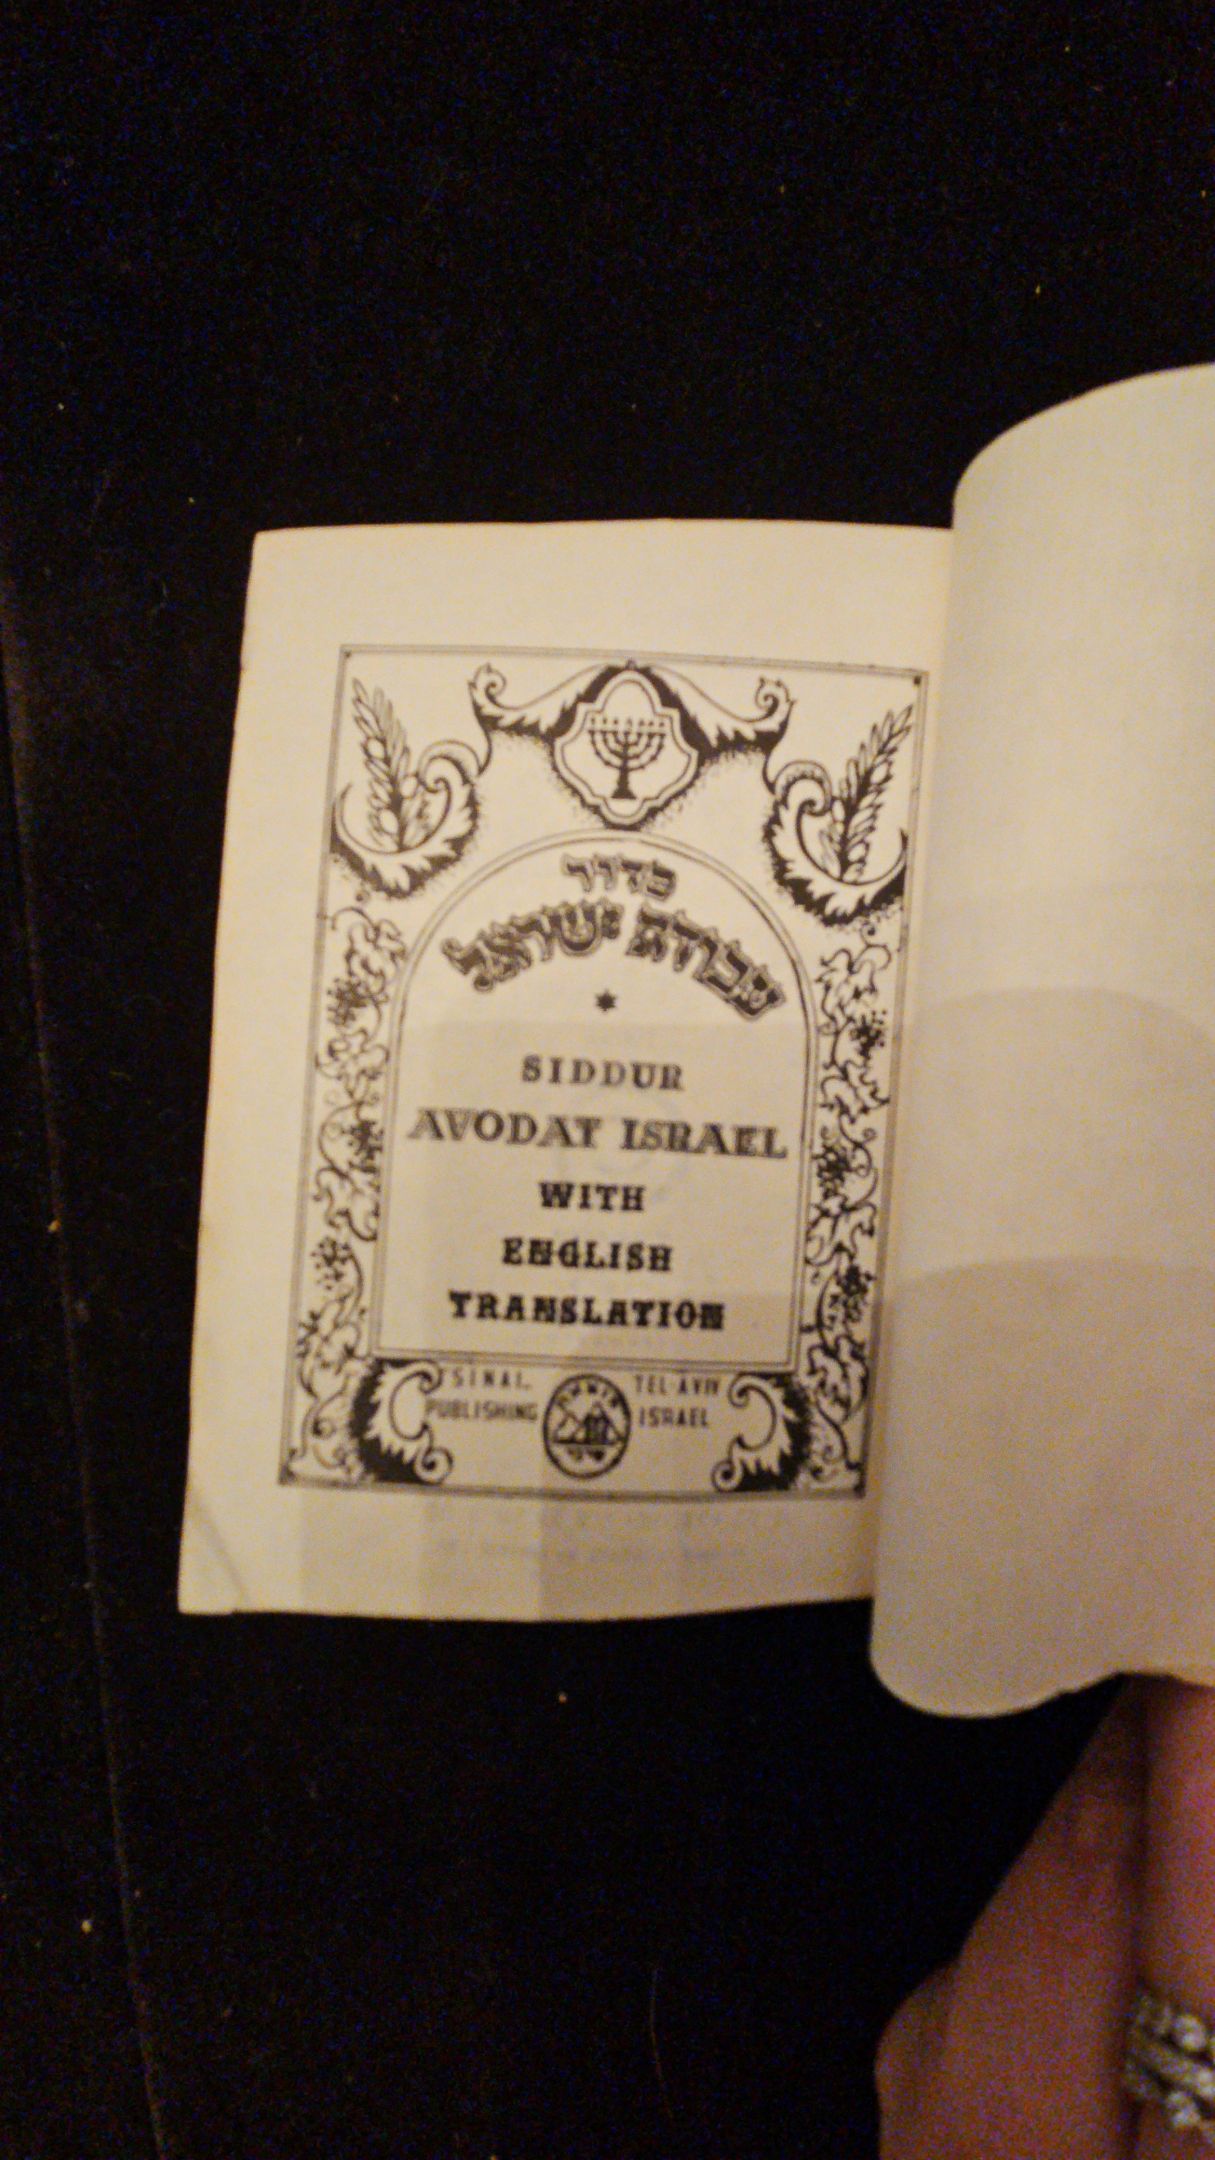 סדור
עבודת ישראל
SIDDUR
AVODAT ISRAEL
WITH
ENGLISH
TRANSLATION
SINAI
PUBLISHING
TEL-AVIV
ISRAEL